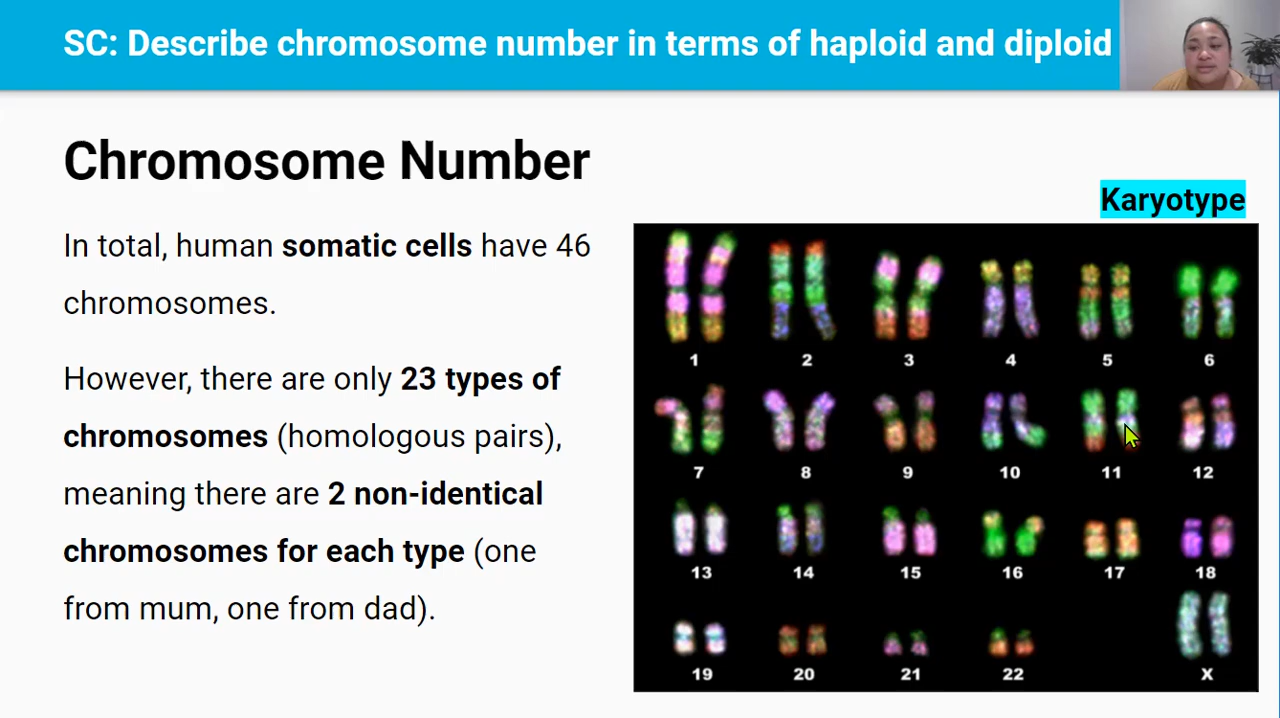 SC: Describe chromosome number in terms of haploid and diploid
Chromosome Number
In total, human somatic cells have 46
chromosomes.
However, there are only 23 types of
chromosomes (homologous pairs),
meaning there are 2 non-identical
chromosomes for each type (one
from mum, one from dad).
Karyotype
1 2 3 4 5 6
7 8 9 10 11 12
13 14 15 16 17 18
19 20 21 22 X